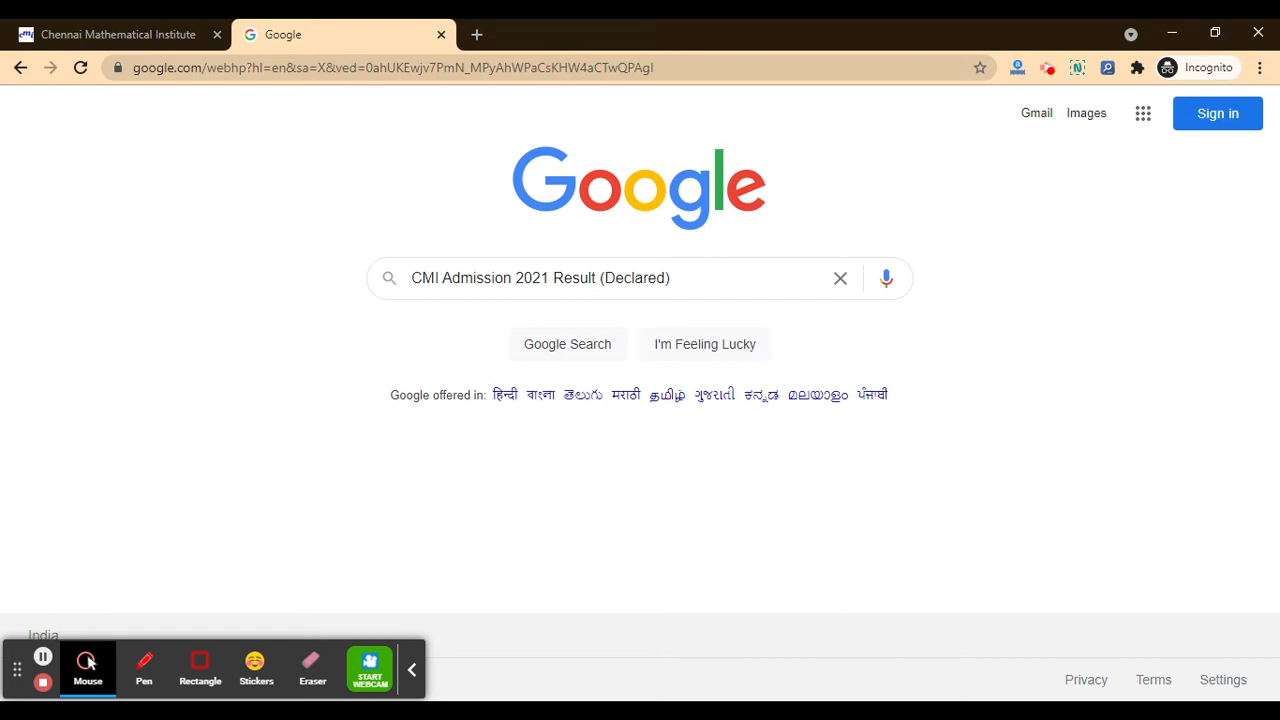 Chennai Mathematical Institute
Google
google.com/webhp?hl=en&sa=X&ved=0ahUKEwjv7PmN_MPyAhWPaCsKHW4aCTwQPAgI
Incognito
Gmail Images Sign in
Google
CMI Admission 2021 Result (Declared)
Google Search I'm Feeling Lucky
Google offered in: हिन्दी বাংলা తెలుగు मराठी தமிழ் ગુજરાતી ಕನ್ನಡ മലയാളം ਪੰਜਾਬੀ
India
Mouse Pen Rectangle Stickers Eraser START WEBCAM
Privacy Terms Settings